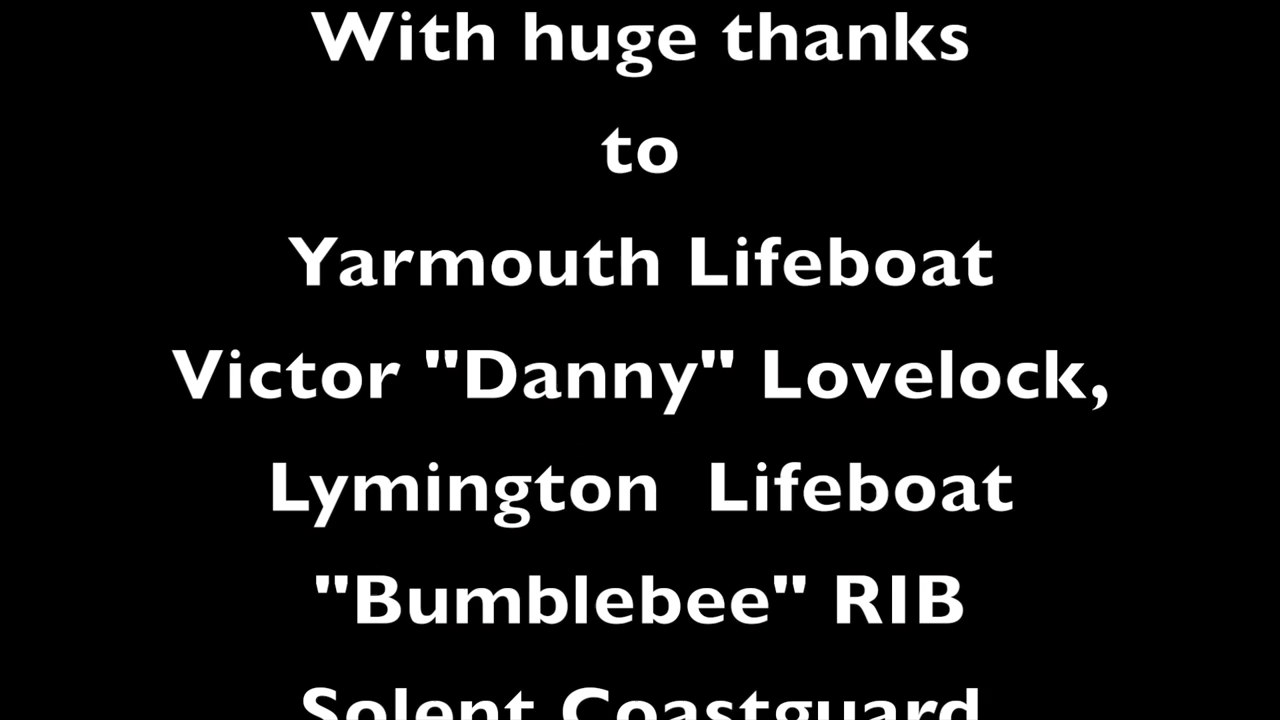 With huge thanks
to
Yarmouth Lifeboat
Victor "Danny" Lovelock,
Lymington  Lifeboat
"Bumblebee" RIB
Solent Coastguard